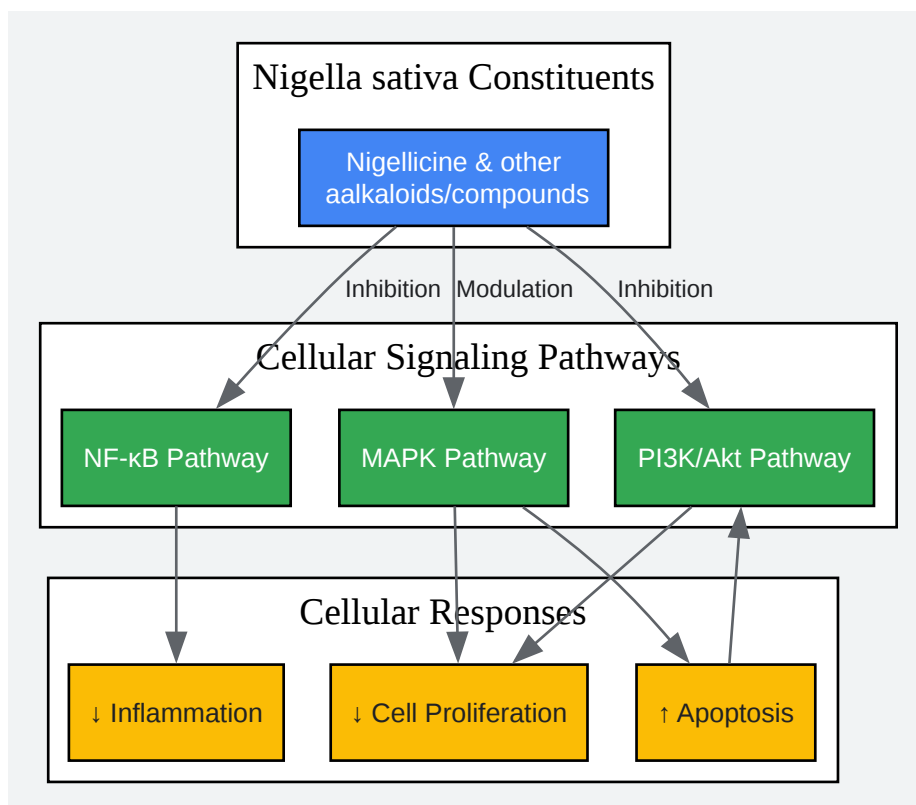 Nigella sativa Constituents
Nigellicine & other
aalkaloids/compounds
Inhibition
Modulation
Inhibition
Cellular Signaling Pathways
NF-κB Pathway
MAPK Pathway
PI3K/Akt Pathway
Cellular Responses
↓ Inflammation
↓ Cell Proliferation
↑ Apoptosis